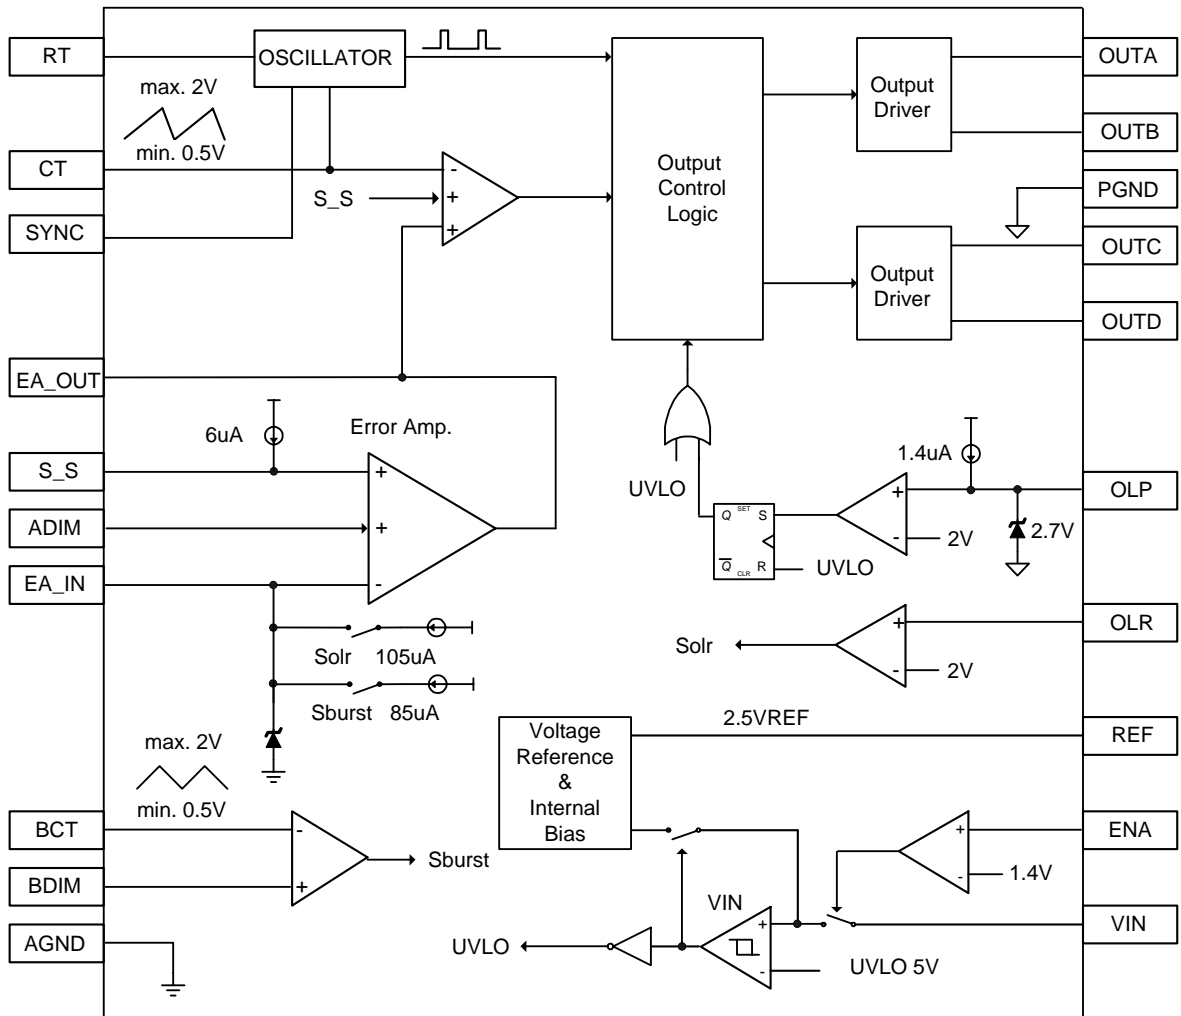 RT
OSCILLATOR
max. 2V
min. 0.5V
CT
SYNC
S_S
-
+
+
Output
Control
Logic
Output
Driver
OUTA
OUTB
PGND
Output
Driver
OUTC
OUTD
EA_OUT
6uA
Error Amp.
S_S
ADIM
EA_IN
+
+
-
Solr 105uA
Sburst 85uA
UVLO
Q SET S
Q CLR R
UVLO
1.4uA
+
-
2V
2.7V
OLP
Solr
+
-
2V
OLR
2.5VREF
REF
Voltage
Reference
&
Internal
Bias
max. 2V
min. 0.5V
BCT
BDIM
-
+
Sburst
AGND
ENA
+
-
1.4V
VIN
VIN
+
-
UVLO
UVLO 5V